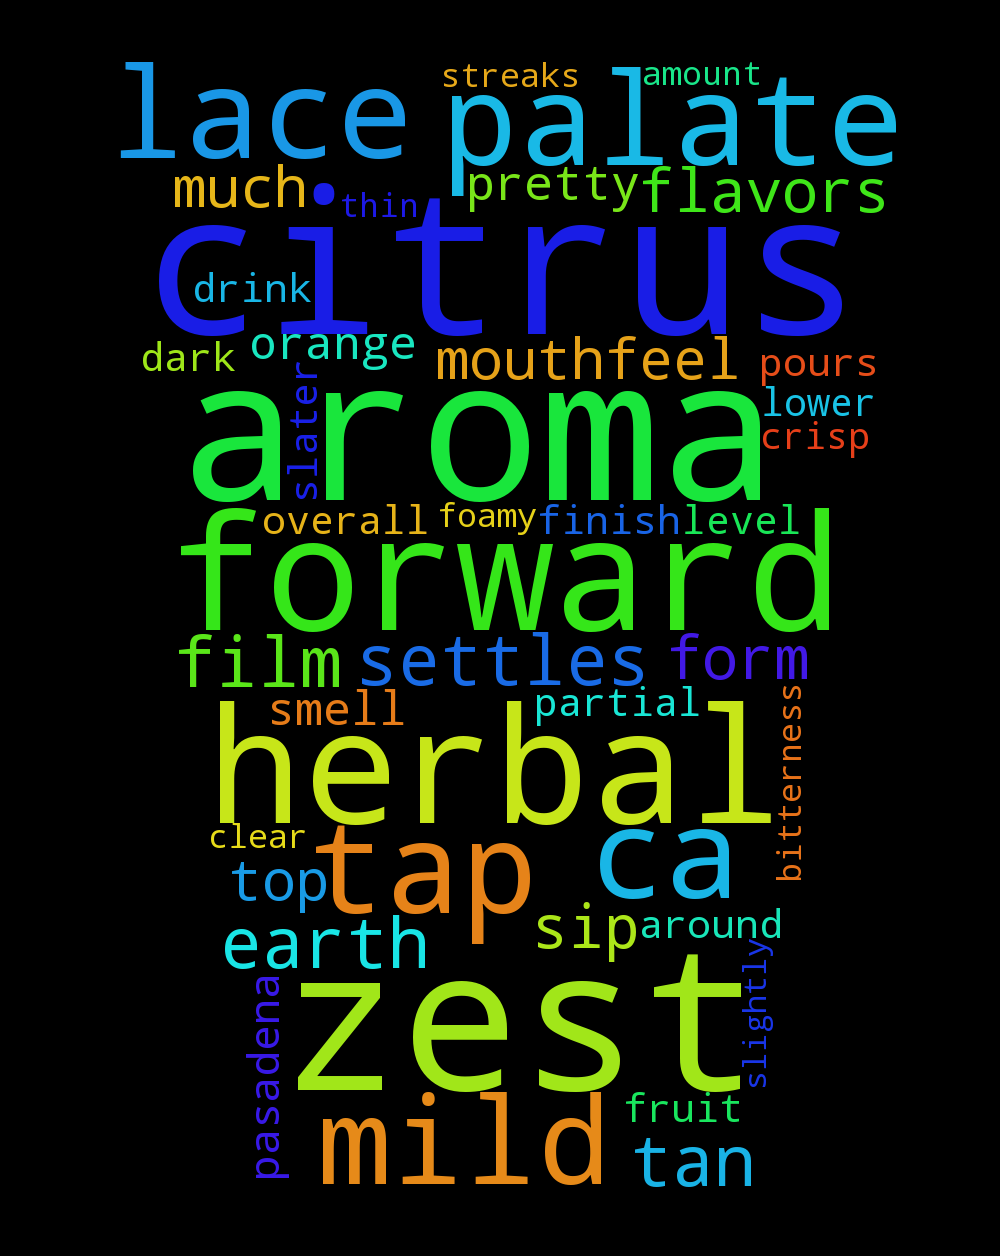 streaks amount
lace palate
much thin pretty flavors
citrus
drink
dark orange mouthfeel pours
slater lower
aroma crisp
overall foamy finish level
forward
film settles form
smell partial
herbal bitterness
clear tap ca
top
earth sip around
pasadena zest slightly
mild fruit
tan